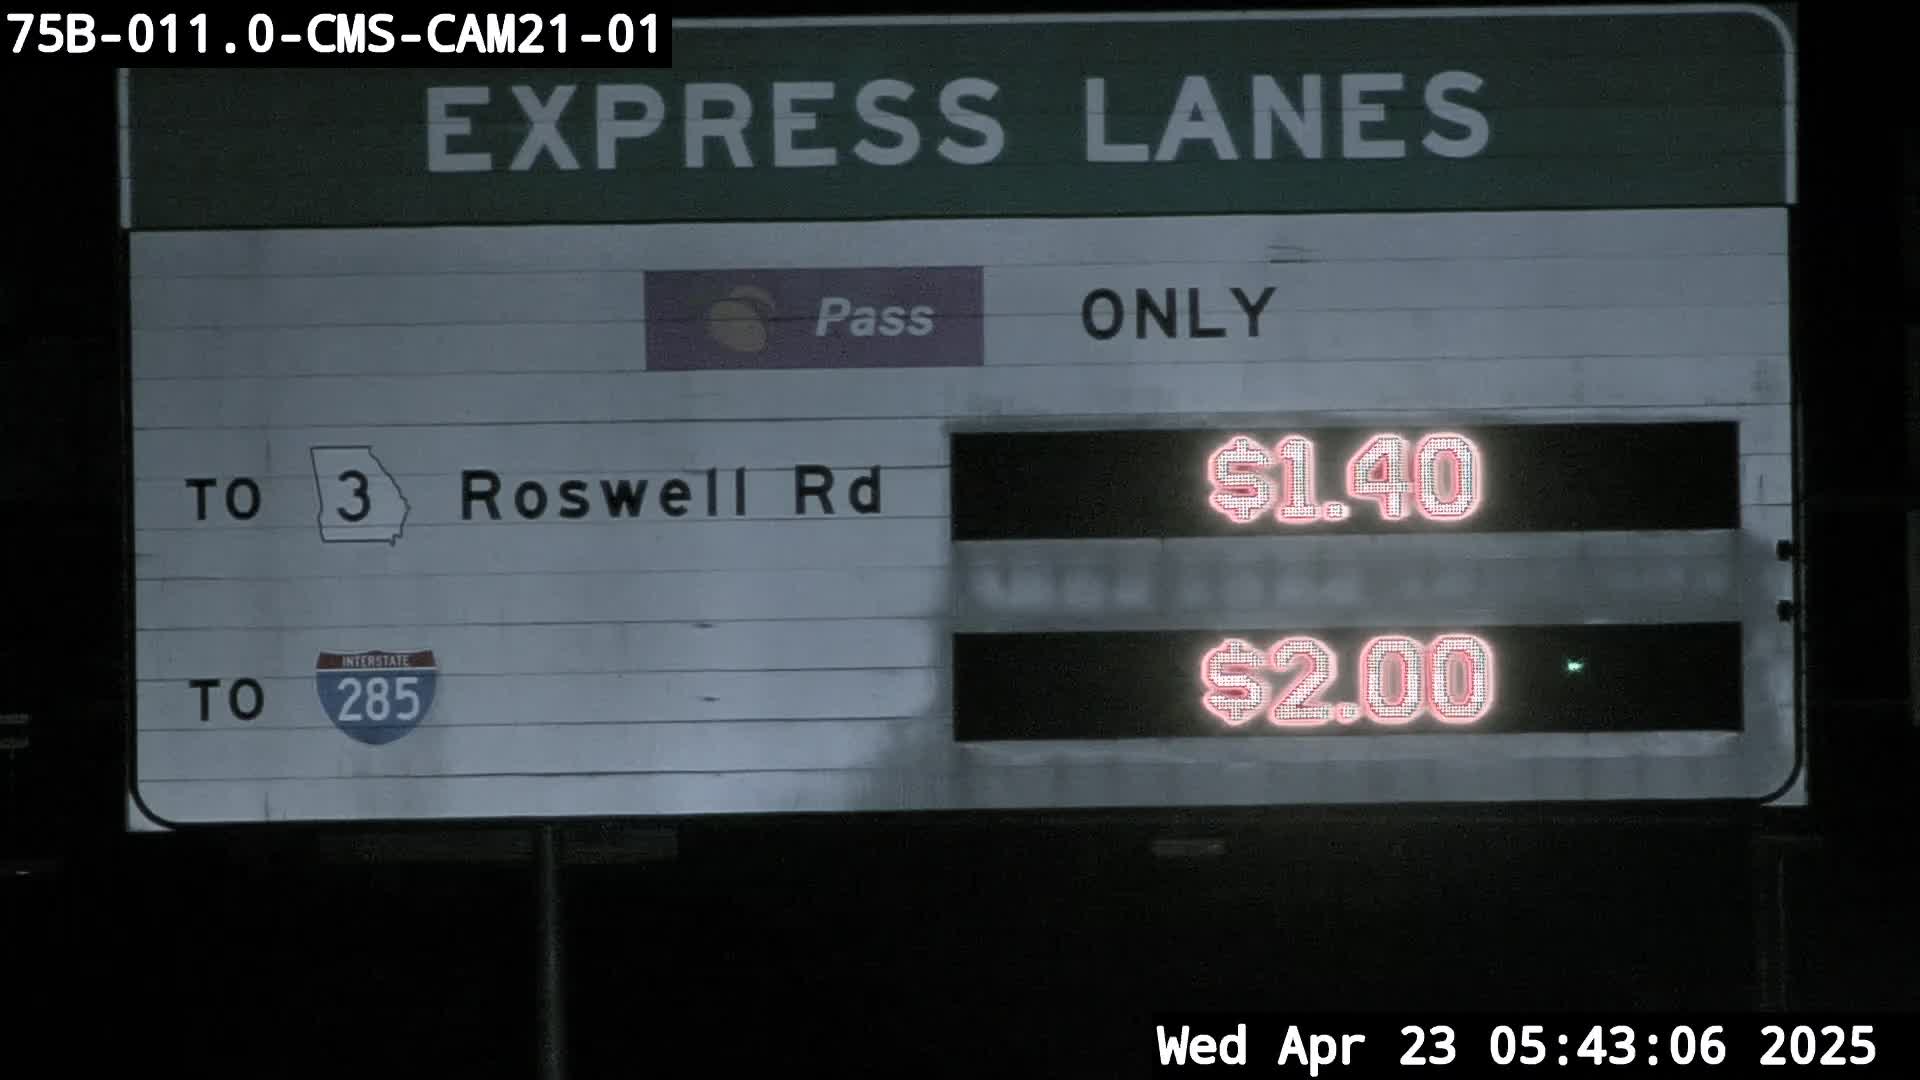 75B-011.0-CMS-CAM21-01
EXPRESS LANES
Pass ONLY
TO 3 Roswell Rd $1.40
TO INTERSTATE 285 $2.00
Wed Apr 23 05:43:06 2025